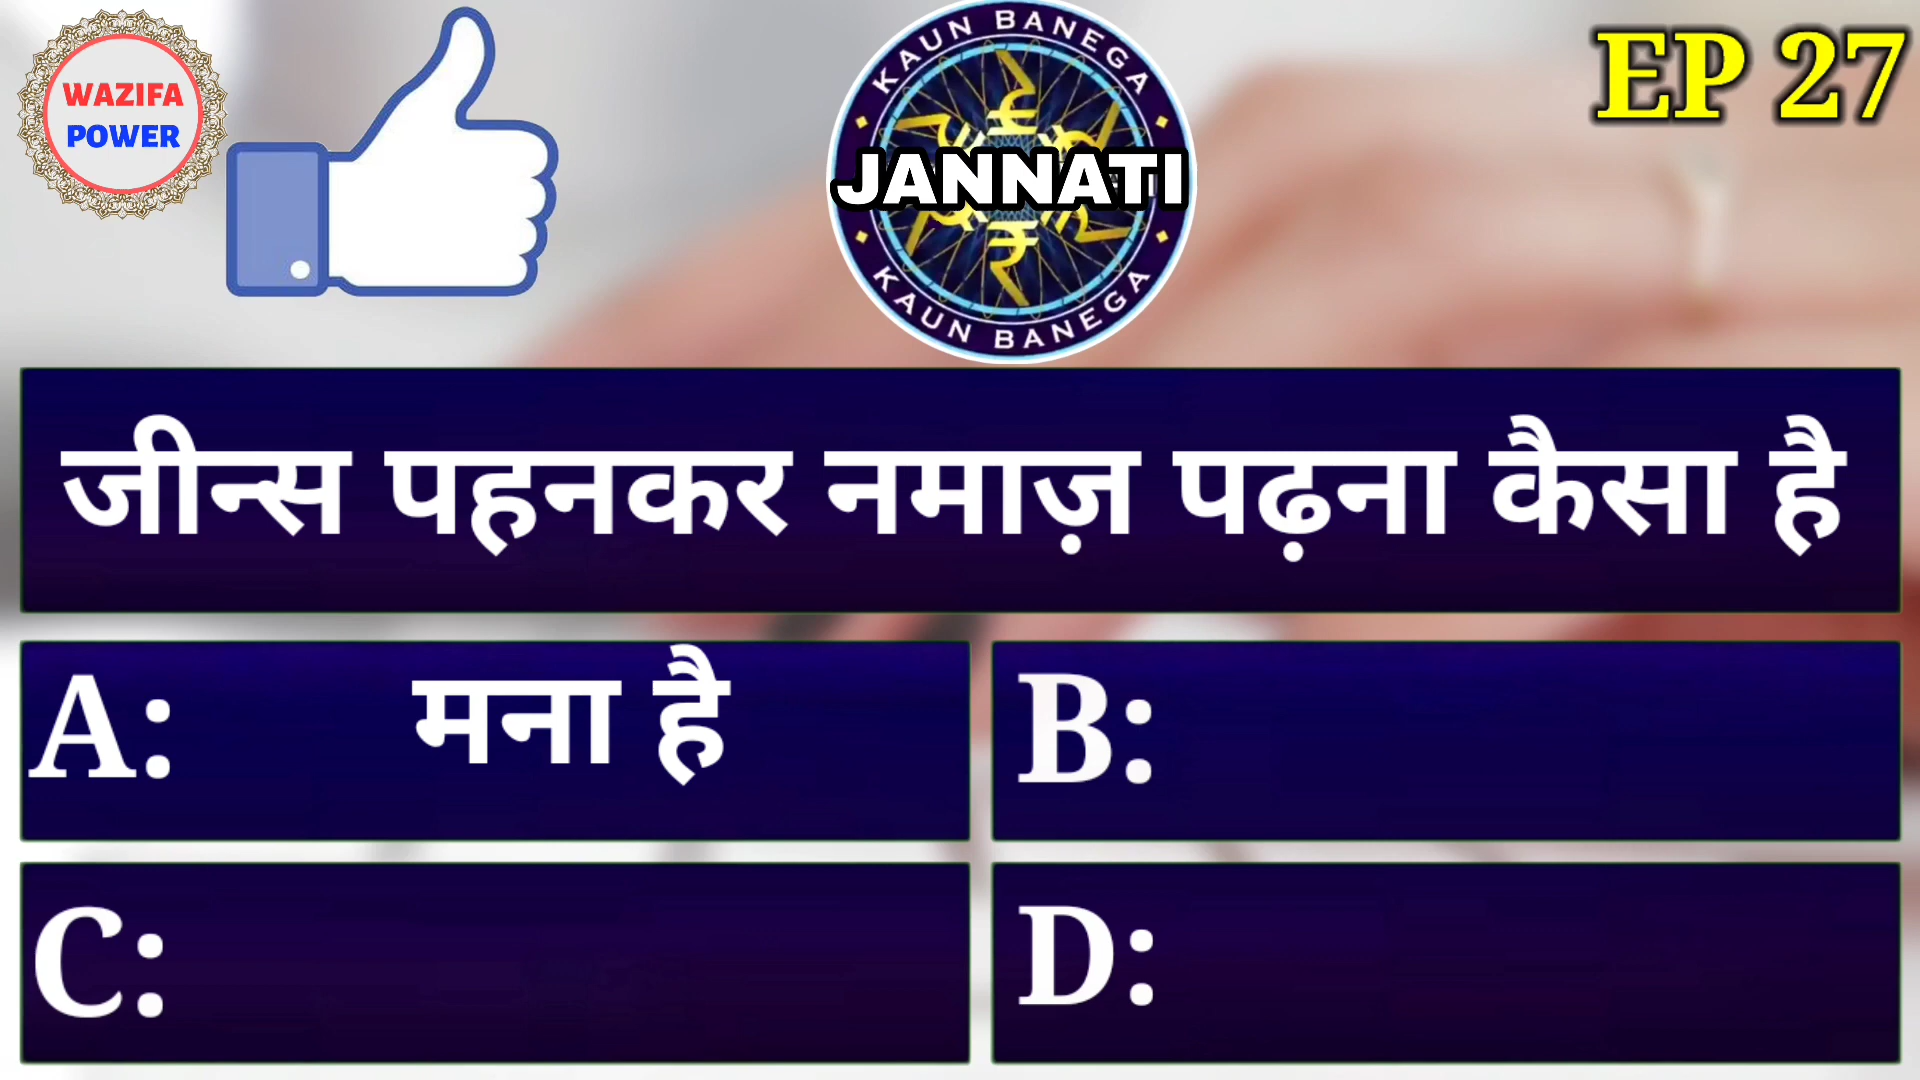 WAZIFA
POWER
KAUN BANEGA
JANNATI
KAUN BANEGA
EP 27
जीन्स पहनकर नमाज़ पढ़ना कैसा है
A: मना है
B:
C:
D: